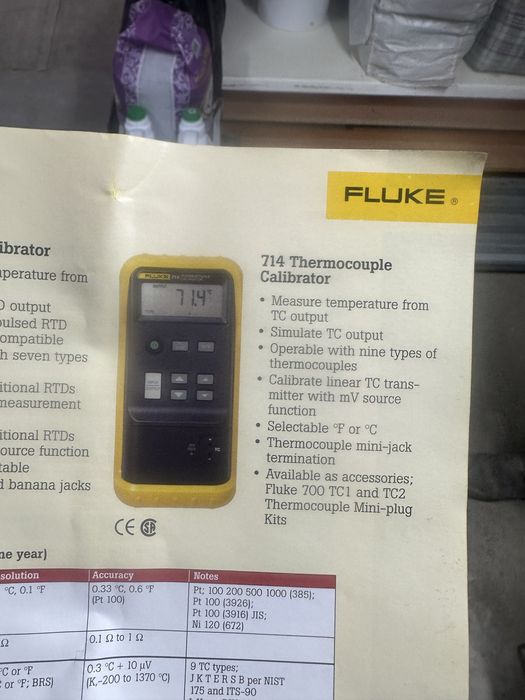 FLUKE ®
ibrator
perature from
output
ulsed RTD
ompatible
h seven types
itional RTDs
measurement
itional RTDs
ource function
table
d banana jacks
FLUKE 714
71.4°
714 Thermocouple
Calibrator
• Measure temperature from
TC output
• Simulate TC output
• Operable with nine types of
thermocouples
• Calibrate linear TC trans-
mitter with mV source
function
• Selectable °F or °C
• Thermocouple mini-jack
termination
• Available as accessories;
Fluke 700 TC1 and TC2
Thermocouple Mini-plug
Kits
CE
ne year)
solution
Accuracy
Notes
°C, 0.1 °F
0.33 °C, 0.6 °F
(Pt 100)
Pt; 100 200 500 1000 (385);
Pt 100 (3926);
Pt 100 (3916) JIS;
Ni 120 (672)
Ω
0.1 Ω to 1 Ω
°C or °F
or °F; BRS)
0.3 °C + 10 µV
(K,-200 to 1370 °C)
9 TC types;
J K T E R S B per NIST
175 and ITS-90